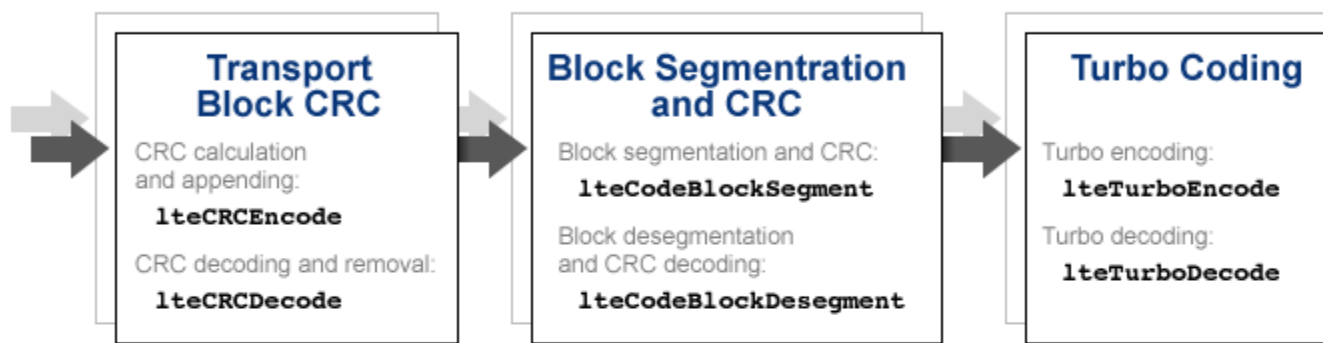 Transport
Block CRC
CRC calculation
and appending:
lteCRCEncode
CRC decoding and removal:
lteCRCDecode
Block Segmentration
and CRC
Block segmentation and CRC:
lteCodeBlockSegment
Block desegmentation
and CRC decoding:
lteCodeBlockDesegment
Turbo Coding
Turbo encoding:
lteTurboEncode
Turbo decoding:
lteTurboDecode